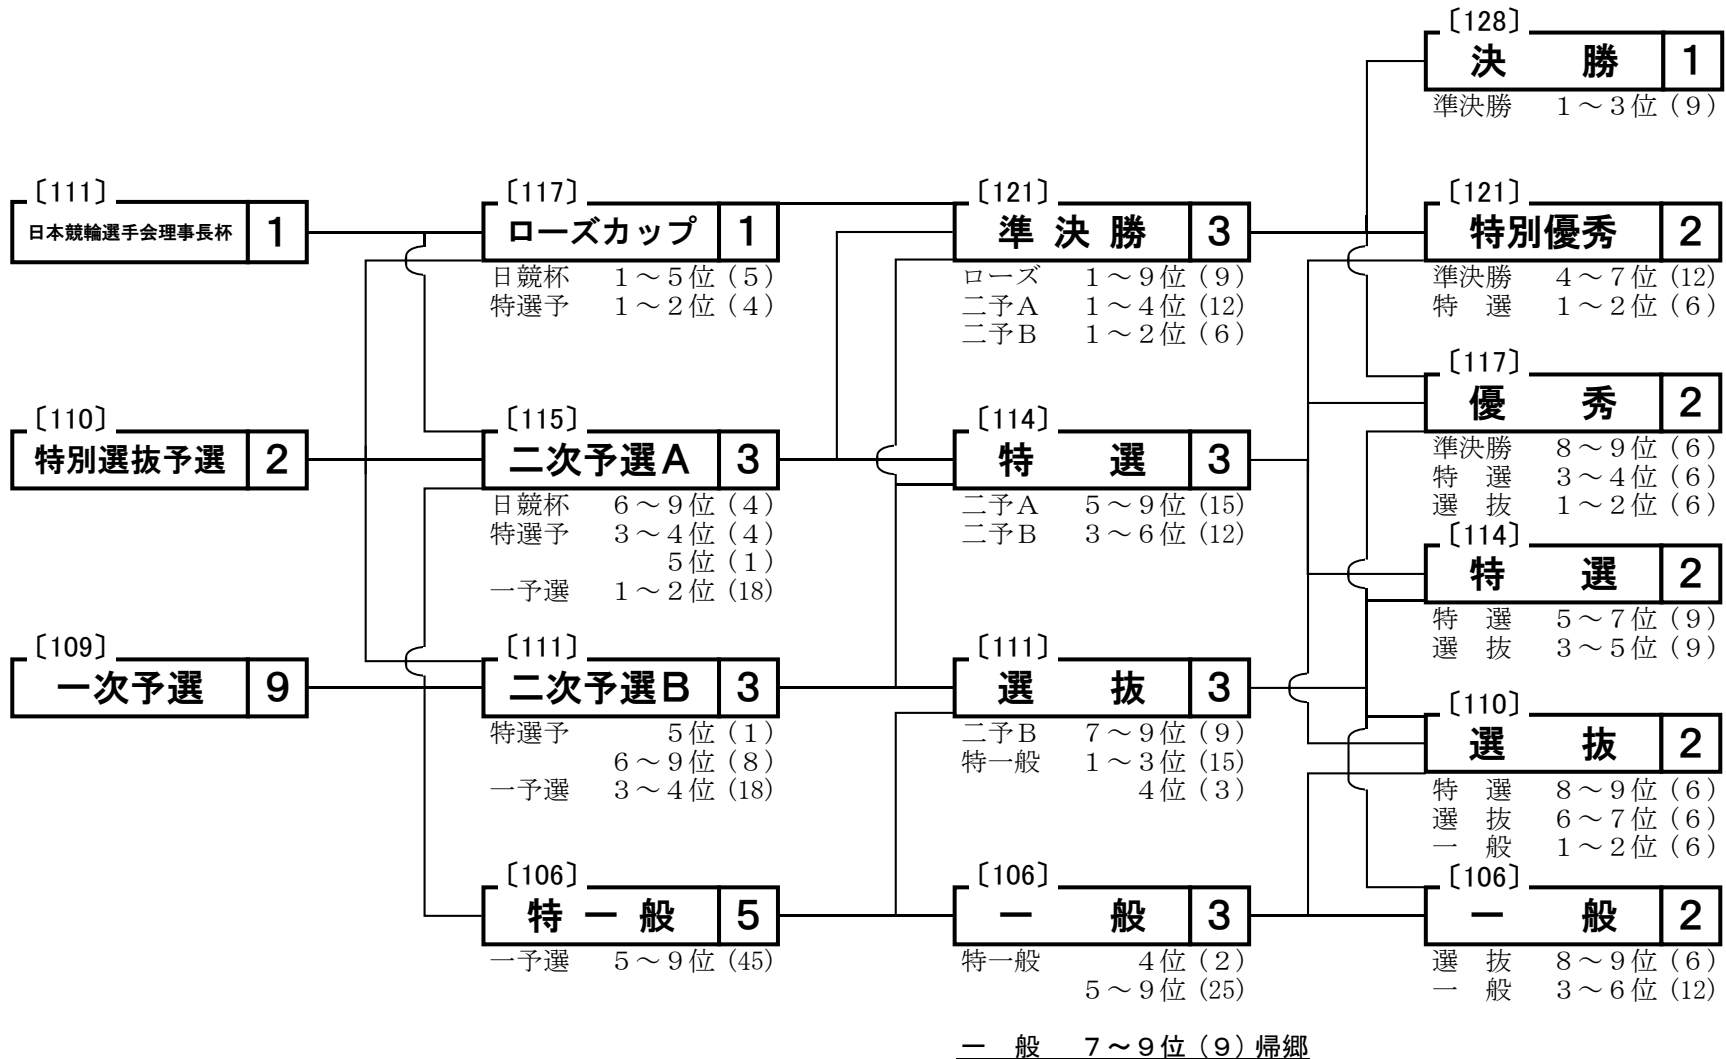 〔111〕
日本競輪選手会理事長杯 1
〔110〕
特別選抜予選 2
〔109〕
一次予選 9
〔117〕
ローズカップ 1
日競杯 1～5位（5）
特選予 1～2位（4）
〔115〕
二次予選A 3
日競杯 6～9位（4）
特選予 3～4位（4）
5位（1）
一予選 1～2位（18）
〔111〕
二次予選B 3
特選予 5位（1）
6～9位（8）
一予選 3～4位（18）
〔106〕
特一般 5
一予選 5～9位（45）
〔121〕
準決勝 3
ローズ 1～9位（9）
二予A 1～4位（12）
二予B 1～2位（6）
〔114〕
特選 3
二予A 5～9位（15）
二予B 3～6位（12）
〔111〕
選抜 3
二予B 7～9位（9）
特一般 1～3位（15）
4位（3）
〔106〕
一般 3
特一般 4位（2）
5～9位（25）
一般 7～9位（9）帰郷
〔128〕
決勝 1
準決勝 1～3位（9）
〔121〕
特別優秀 2
準決勝 4～7位（12）
特選 1～2位（6）
〔117〕
優秀 2
準決勝 8～9位（6）
特選 3～4位（6）
選抜 1～2位（6）
〔114〕
特選 2
特選 5～7位（9）
選抜 3～5位（9）
〔110〕
選抜 2
特選 8～9位（6）
選抜 6～7位（6）
一般 1～2位（6）
〔106〕
一般 2
選抜 8～9位（6）
一般 3～6位（12）